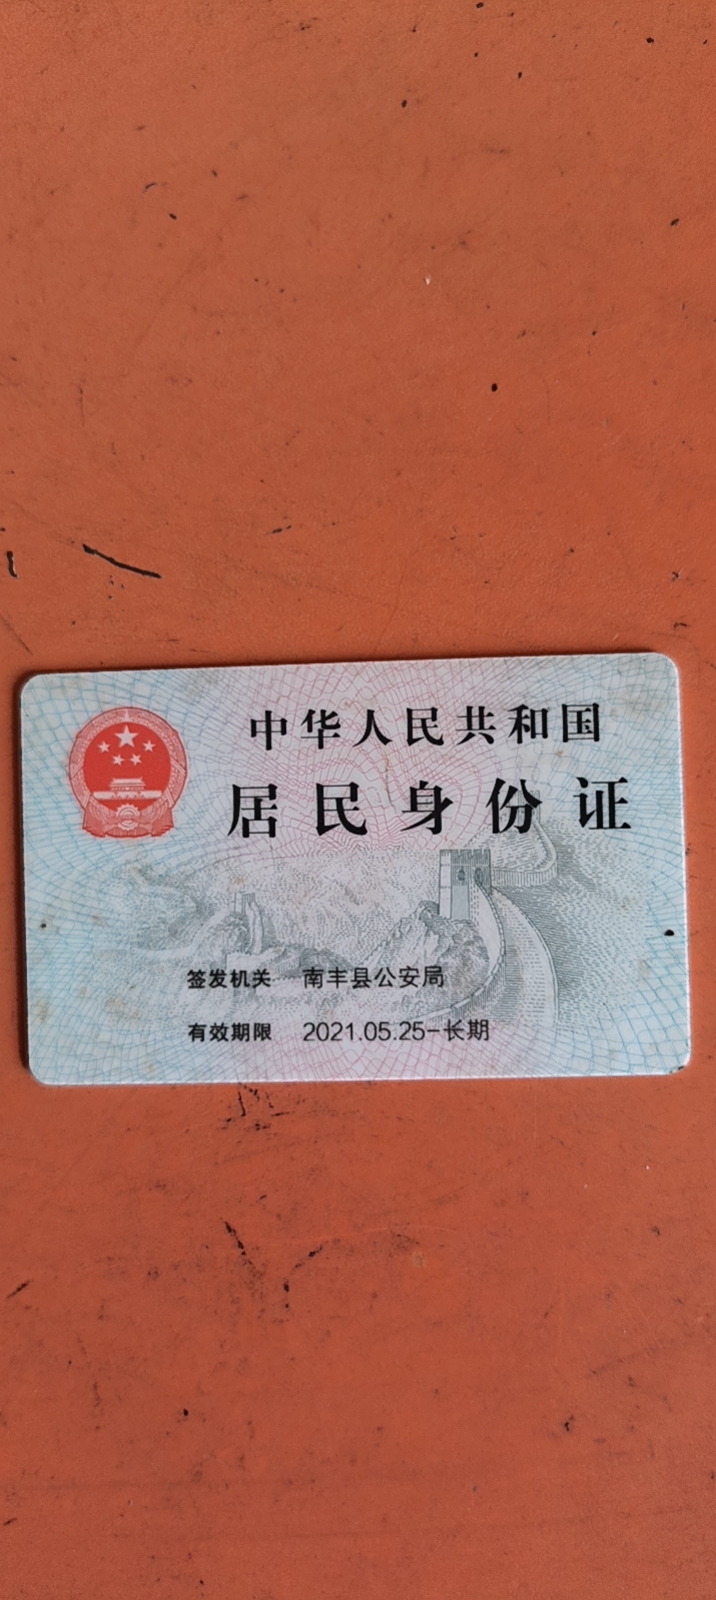 中华人民共和国
居民身份证
签发机关 南丰县公安局
有效期限 2021.05.25-长期